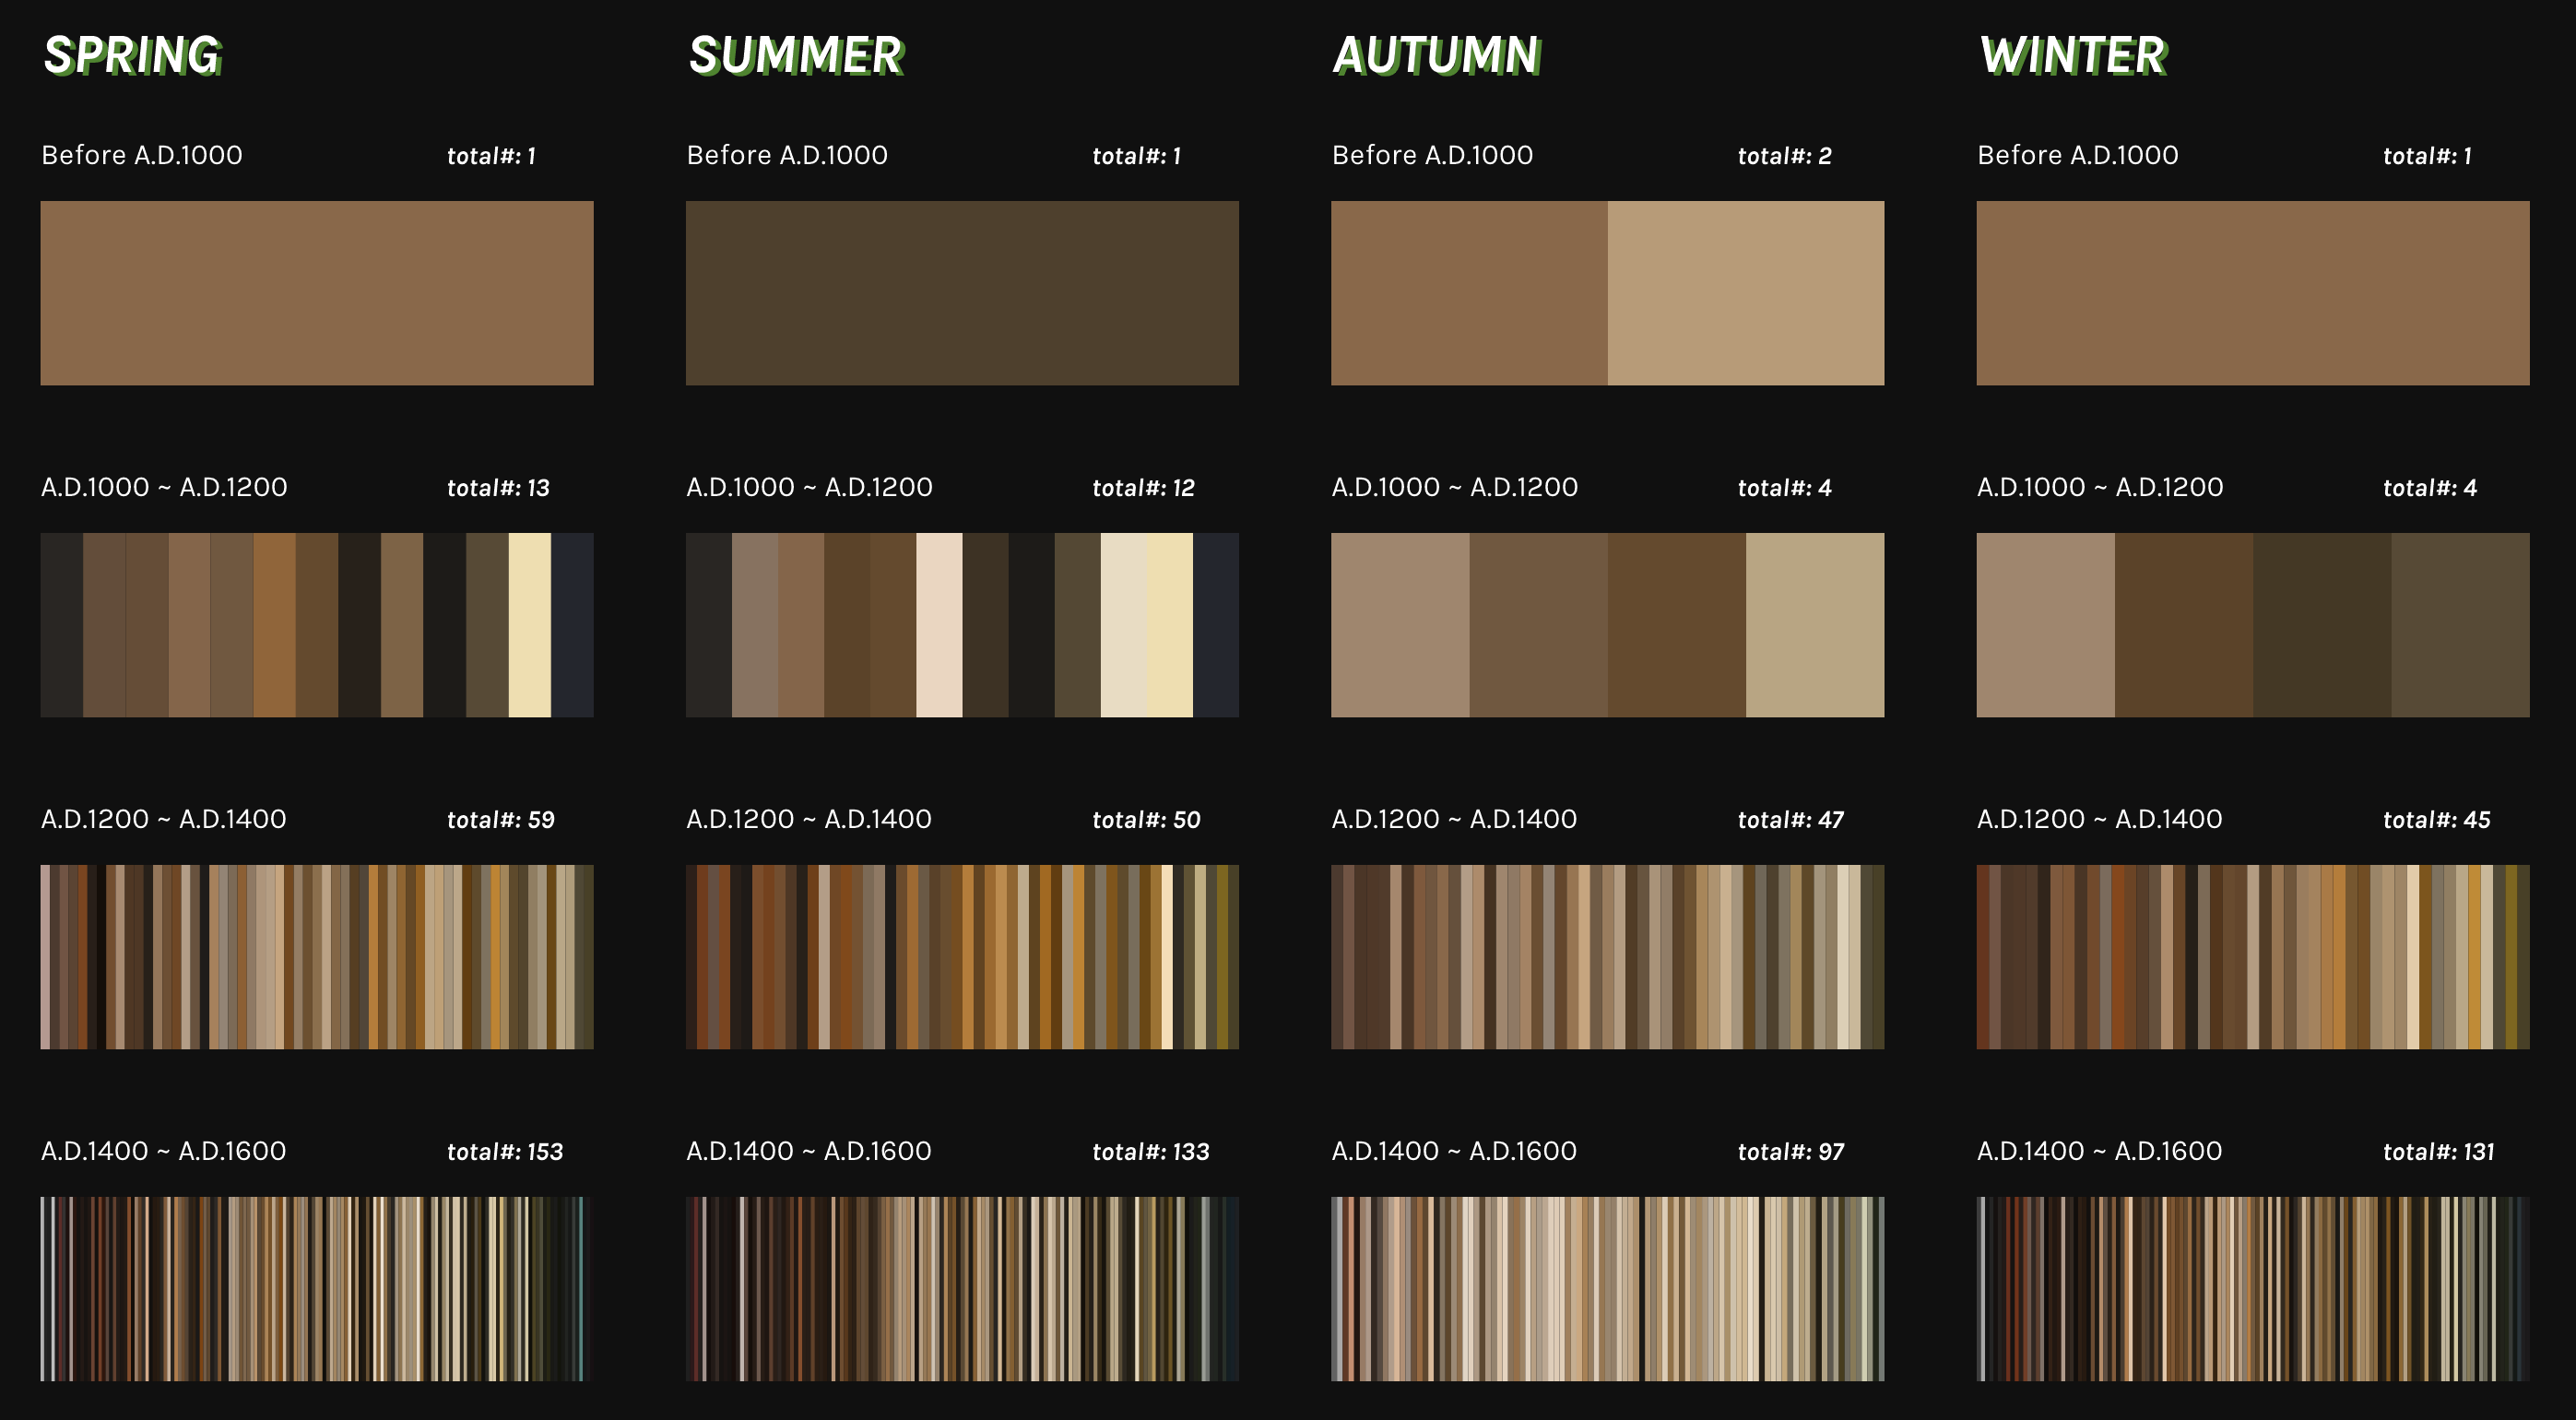 SPRING SUMMER AUTUMN WINTER
Before A.D.1000 total#: 1 Before A.D.1000 total#: 1 Before A.D.1000 total#: 2 Before A.D.1000 total#: 1
A.D.1000 ~ A.D.1200 total#: 13 A.D.1000 ~ A.D.1200 total#: 12 A.D.1000 ~ A.D.1200 total#: 4 A.D.1000 ~ A.D.1200 total#: 4
A.D.1200 ~ A.D.1400 total#: 59 A.D.1200 ~ A.D.1400 total#: 50 A.D.1200 ~ A.D.1400 total#: 47 A.D.1200 ~ A.D.1400 total#: 45
A.D.1400 ~ A.D.1600 total#: 153 A.D.1400 ~ A.D.1600 total#: 133 A.D.1400 ~ A.D.1600 total#: 97 A.D.1400 ~ A.D.1600 total#: 131